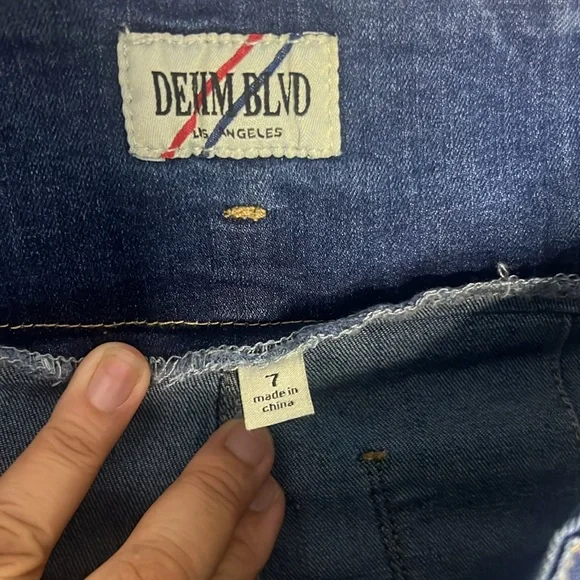 DENIM BLVD
LOS ANGELES
7
made in
china